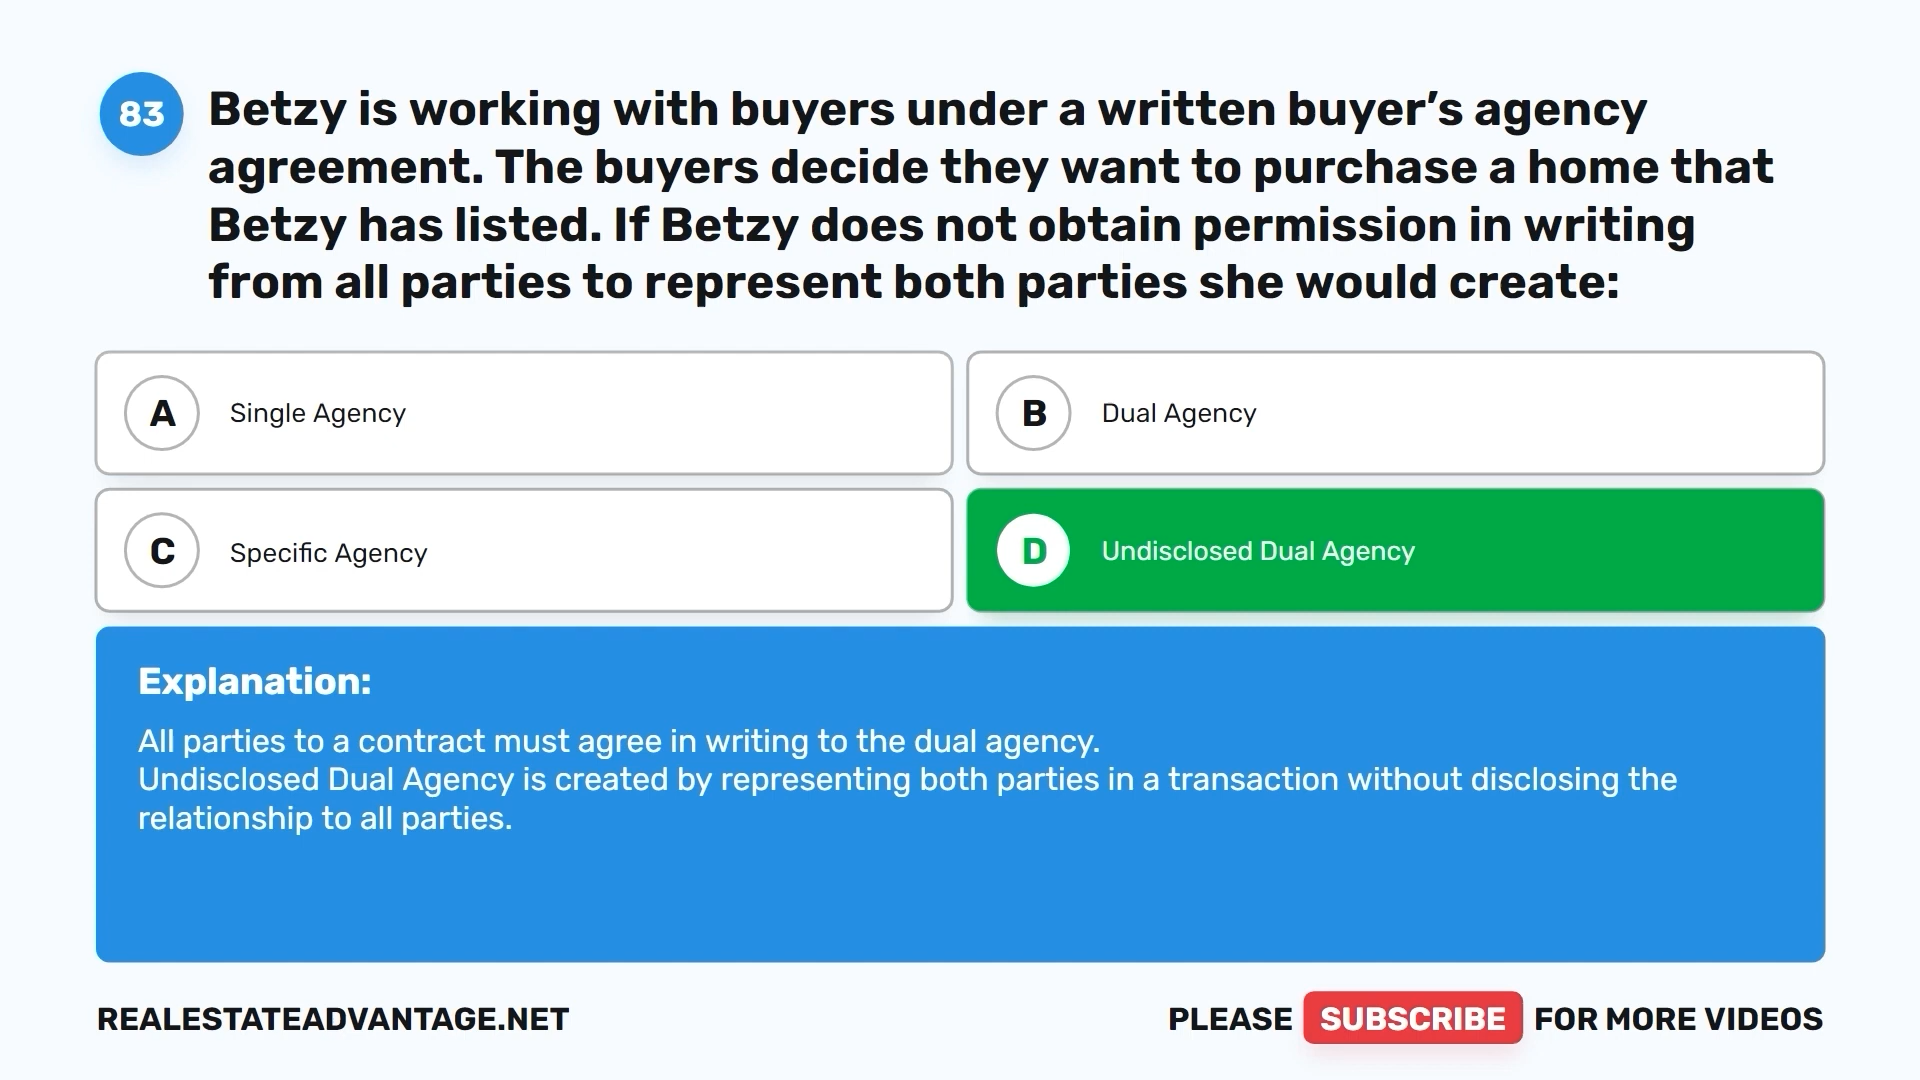 83
Betzy is working with buyers under a written buyer’s agency
agreement. The buyers decide they want to purchase a home that
Betzy has listed. If Betzy does not obtain permission in writing
from all parties to represent both parties she would create:
A Single Agency
B Dual Agency
C Specific Agency
D Undisclosed Dual Agency
Explanation:
All parties to a contract must agree in writing to the dual agency.
Undisclosed Dual Agency is created by representing both parties in a transaction without disclosing the
relationship to all parties.
REALESTATEADVANTAGE.NET
PLEASE SUBSCRIBE FOR MORE VIDEOS